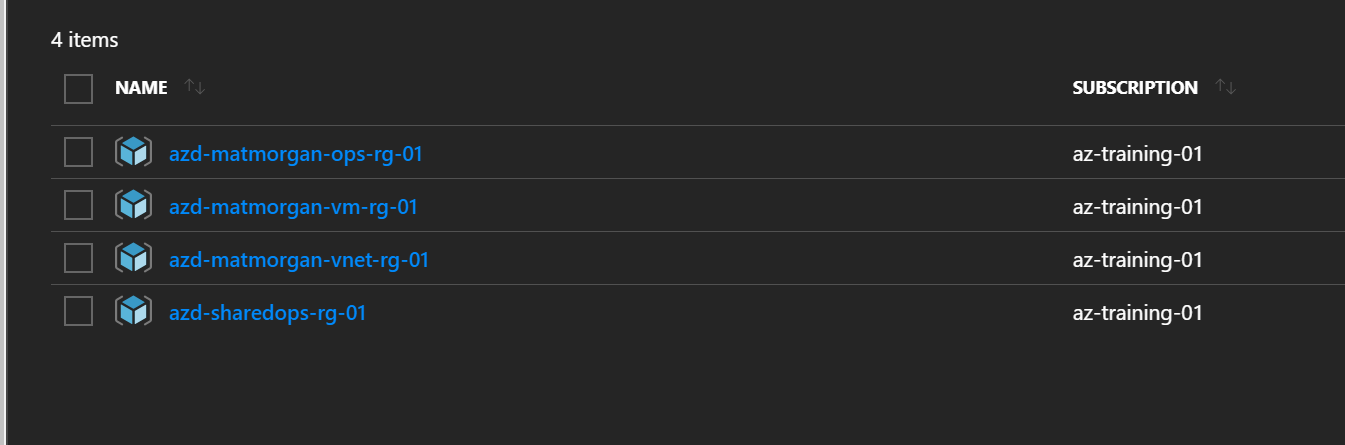 4 items
NAME ↑↓ SUBSCRIPTION ↑↓
azd-matmorgan-ops-rg-01 az-training-01
azd-matmorgan-vm-rg-01 az-training-01
azd-matmorgan-vnet-rg-01 az-training-01
azd-sharedops-rg-01 az-training-01